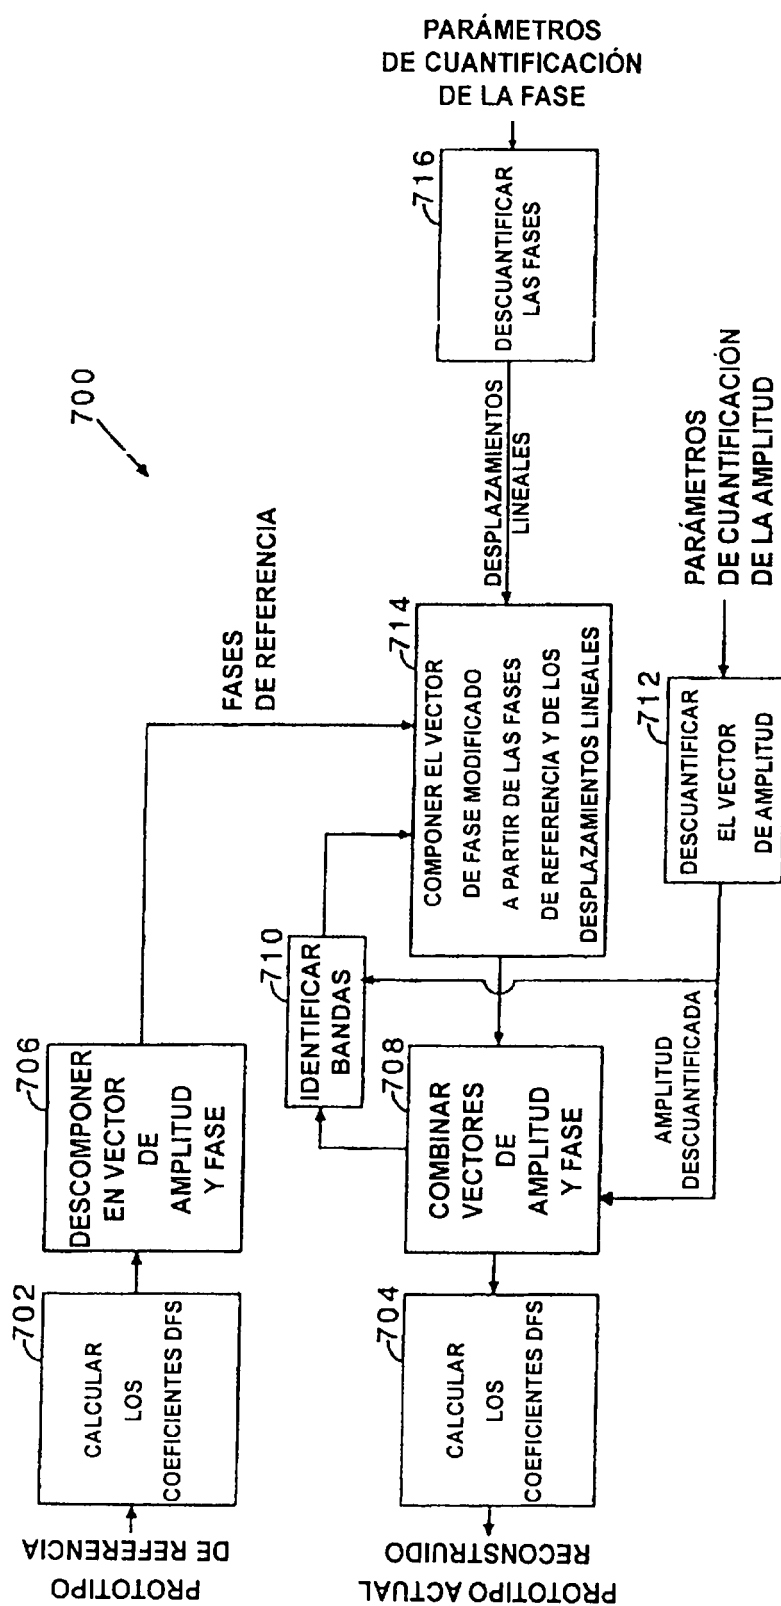 700
PROTOTIPO
DE REFERENCIA
702
CALCULAR
LOS
COEFICIENTES DFS
706
DESCOMPONER
EN VECTOR
DE
AMPLITUD
Y FASE
FASES
DE REFERENCIA
PROTOTIPO ACTUAL
RECONSTRUIDO
704
CALCULAR
LOS
COEFICIENTES DFS
708
COMBINAR
VECTORES
DE
AMPLITUD
Y FASE
710
IDENTIFICAR
BANDAS
714
COMPONER EL VECTOR
DE FASE MODIFICADO
A PARTIR DE LAS FASES
DE REFERENCIA Y DE LOS
DESPLAZAMIENTOS LINEALES
DESPLAZAMIENTOS
LINEALES
716
DESCUANTIFICAR
LAS FASES
PARÁMETROS
DE CUANTIFICACIÓN
DE LA FASE
AMPLITUD
DESCUANTIFICADA
712
DESCUANTIFICAR
EL VECTOR
DE AMPLITUD
PARÁMETROS
DE CUANTIFICACIÓN
DE LA AMPLITUD